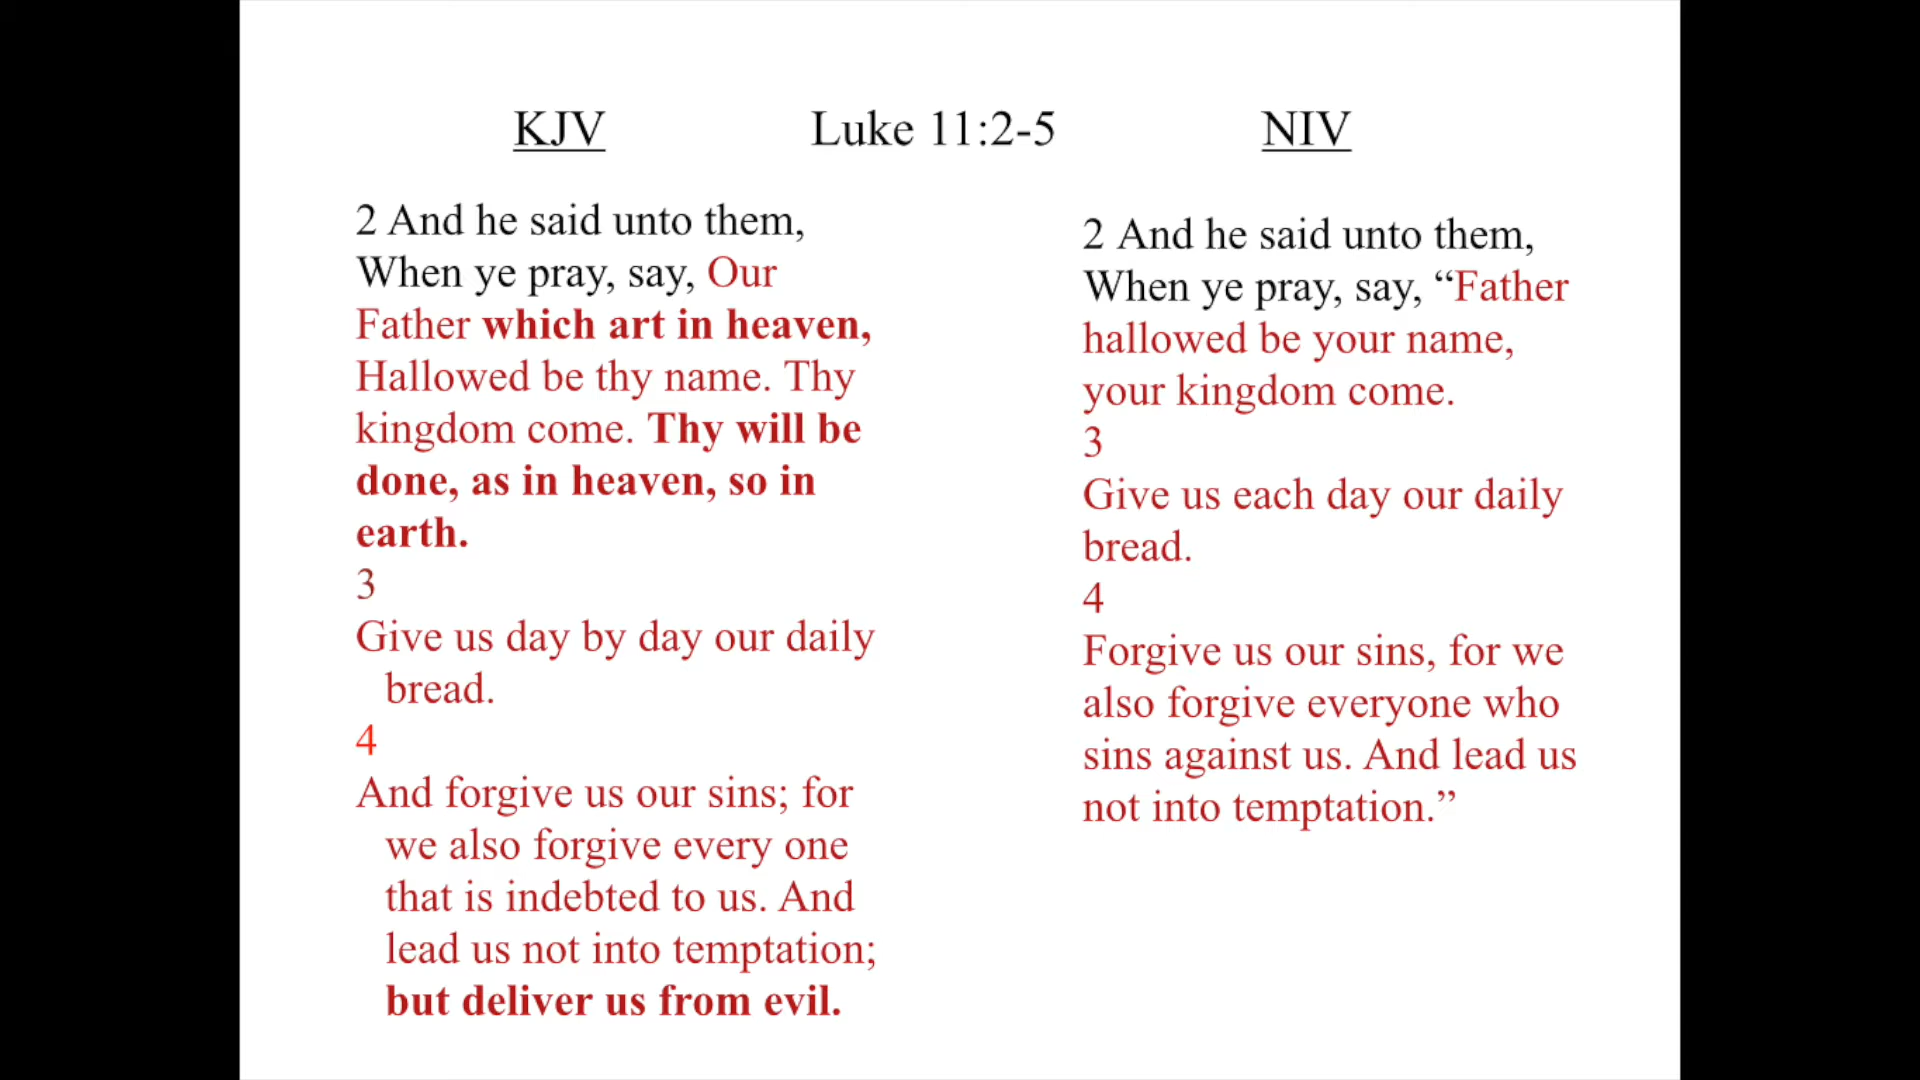 KJV Luke 11:2-5 NIV
2 And he said unto them,
When ye pray, say, Our
Father which art in heaven,
Hallowed be thy name. Thy
kingdom come. Thy will be
done, as in heaven, so in
earth.
3
Give us day by day our daily
bread.
4
And forgive us our sins; for
we also forgive every one
that is indebted to us. And
lead us not into temptation;
but deliver us from evil.
2 And he said unto them,
When ye pray, say, “Father
hallowed be your name,
your kingdom come.
3
Give us each day our daily
bread.
4
Forgive us our sins, for we
also forgive everyone who
sins against us. And lead us
not into temptation.”